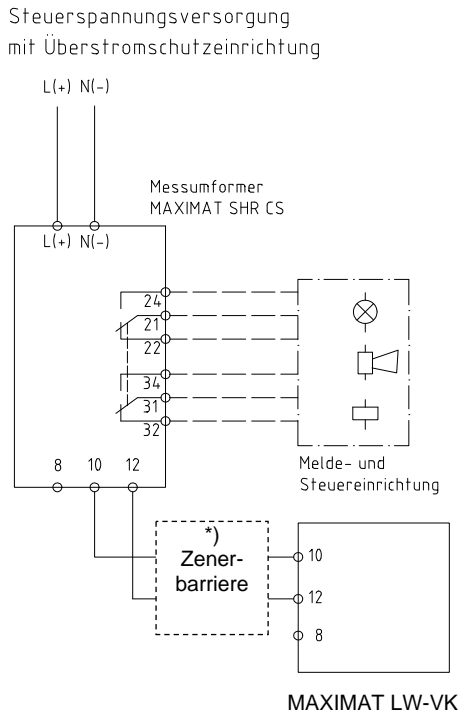 Steuerspannungsversorgung
mit Überstromschutzeinrichtung
L(+) N(-)
Messumformer
MAXIMAT SHR CS
L(+) N(-)
24
21
22
34
31
32
8 10 12
Melde- und
Steuereinrichtung
*)
Zener-
barriere
10
12
8
MAXIMAT LW-VK